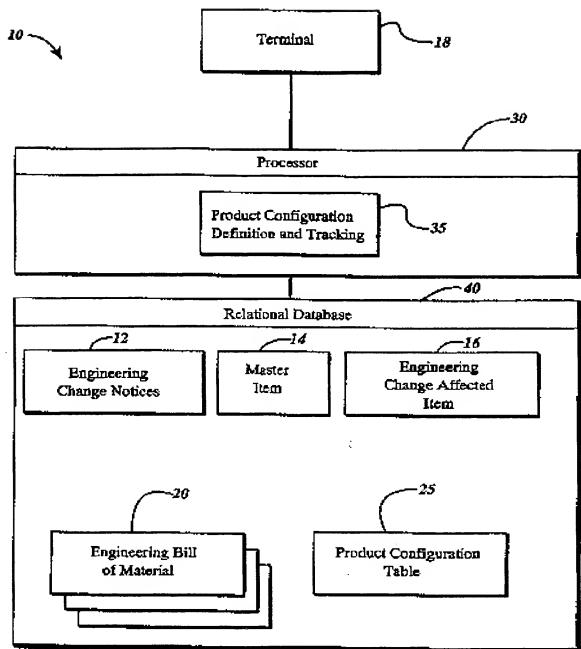 10
Terminal
18
30
Processor
Product Configuration
Definition and Tracking
35
40
Relational Database
12
14
16
Engineering
Change Notices
Master
Item
Engineering
Change Affected
Item
20
25
Engineering Bill
of Material
Product Configuration
Table